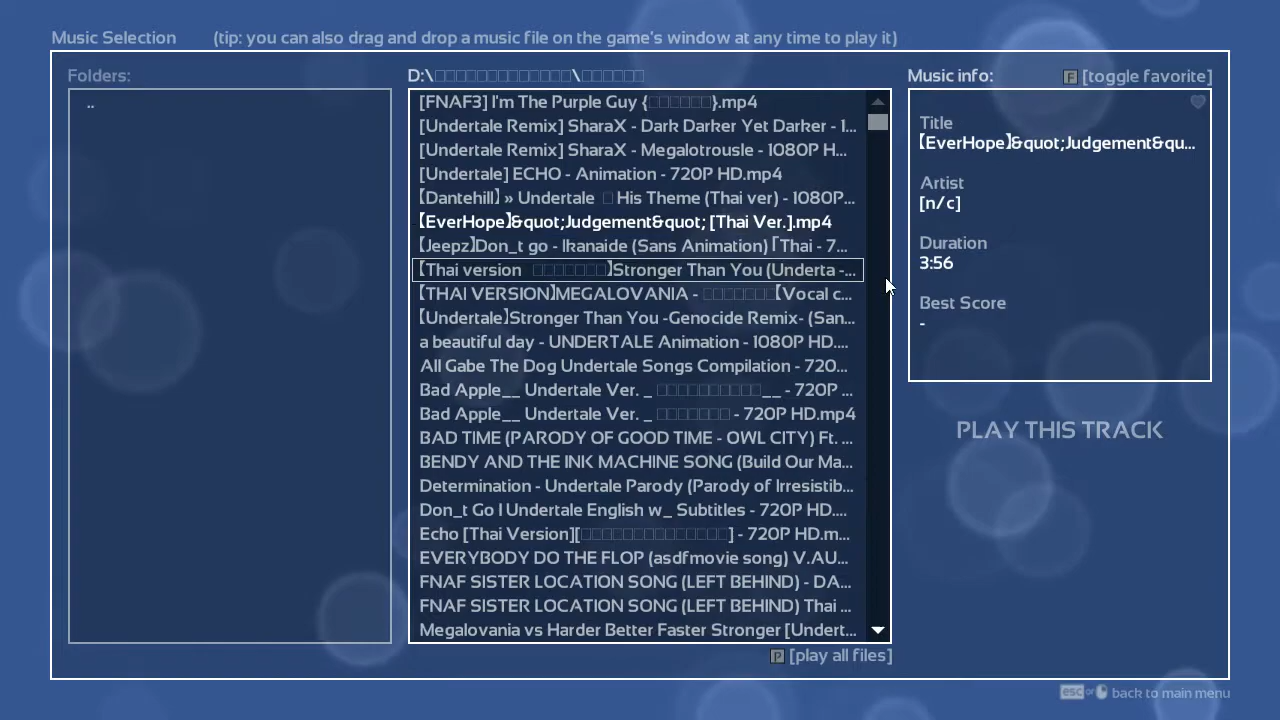 Music Selection (tip: you can also drag and drop a music file on the game's window at any time to play it)
Folders:
..
D:\□□□□□□□□□□□□□\□□□□□□
[FNAF3] I'm The Purple Guy {□□□□□□}.mp4
[Undertale Remix] SharaX - Dark Darker Yet Darker - 1...
[Undertale Remix] SharaX - Megalotrousle - 1080P H...
[Undertale] ECHO - Animation - 720P HD.mp4
【Dantehill】 » Undertale □ His Theme (Thai ver) - 1080P...
【EverHope】&quot;Judgement&quot; [Thai Ver.].mp4
【Jeepz】Don_t go - Ikanaide (Sans Animation)「Thai - 7...
【Thai version □□□□□□□】Stronger Than You (Underta -...
【THAI VERSION】MEGALOVANIA - □□□□□□□【Vocal c...
【Undertale】Stronger Than You -Genocide Remix- (San...
a beautiful day - UNDERTALE Animation - 1080P HD....
All Gabe The Dog Undertale Songs Compilation - 720...
Bad Apple__ Undertale Ver. _ □□□□□□□□□□__ - 720P ...
Bad Apple__ Undertale Ver. _ □□□□□□□ - 720P HD.mp4
BAD TIME (PARODY OF GOOD TIME - OWL CITY) Ft. ...
BENDY AND THE INK MACHINE SONG (Build Our Ma...
Determination - Undertale Parody (Parody of Irresistib...
Don_t Go | Undertale English w_ Subtitles - 720P HD....
Echo [Thai Version][□□□□□□□□□□□□□□] - 720P HD.m...
EVERYBODY DO THE FLOP (asdfmovie song) V.AU...
FNAF SISTER LOCATION SONG (LEFT BEHIND) - DA...
FNAF SISTER LOCATION SONG (LEFT BEHIND) Thai ...
Megalovania vs Harder Better Faster Stronger [Undert...
P [play all files]
Music info:
F [toggle favorite]
Title
【EverHope】&quot;Judgement&qu...
Artist
[n/c]
Duration
3:56
Best Score
-
PLAY THIS TRACK
esc or back to main menu